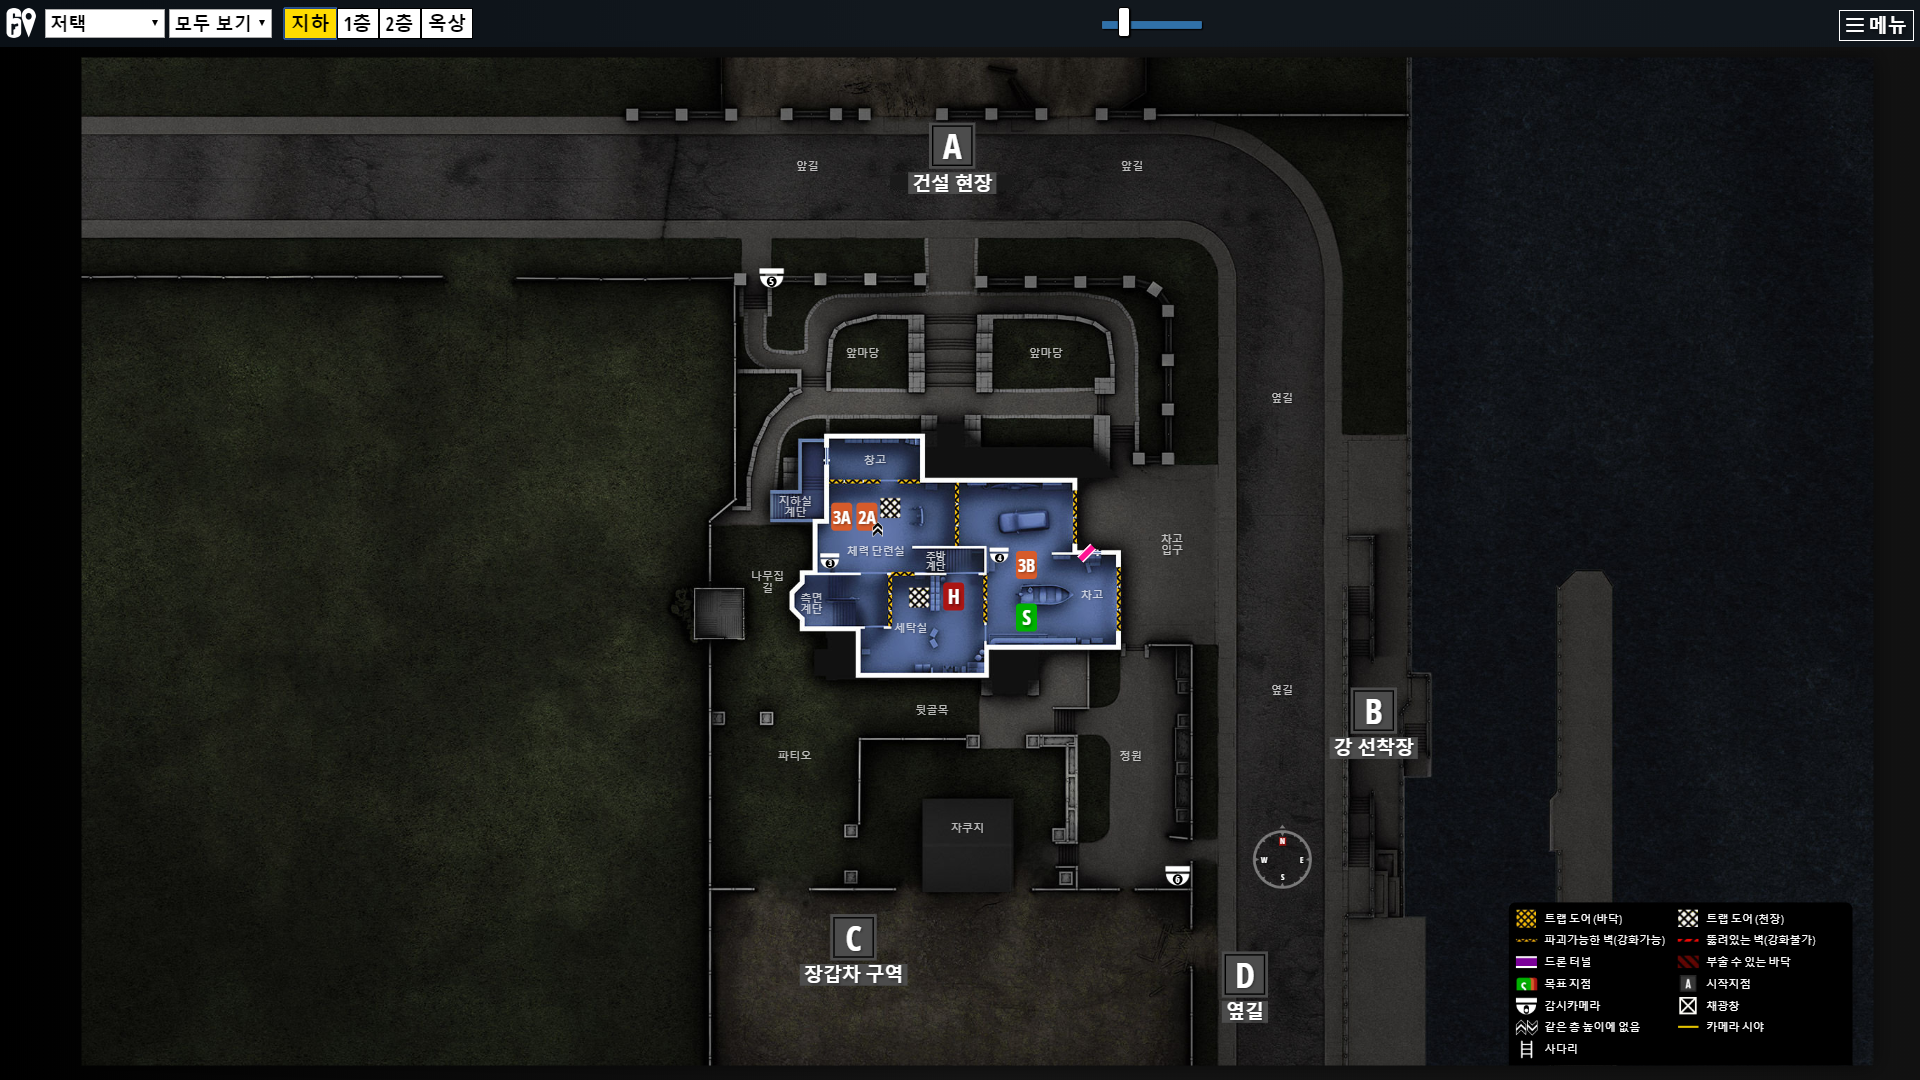 저택
모두 보기
지하
1층
2층
옥상
메뉴
A
건설 현장
앞길
앞길
5
앞마당
앞마당
옆길
창고
지하실
계단
3A
2A
체력 단련실
3
주방
계단
4
3B
차고
입구
나무집
길
측면
계단
H
세탁실
S
차고
뒷골목
파티오
정원
자쿠지
6
옆길
B
강 선착장
N
W
E
S
C
장갑차 구역
D
옆길
트랩 도어 (바닥)
트랩 도어 (천장)
파괴가능한 벽(강화가능)
뚫려있는 벽(강화불가)
드론 터널
부술 수 있는 바닥
S
목표 지점
A
시작지점
감시카메라
채광창
같은 층 높이에 없음
카메라 시야
사다리